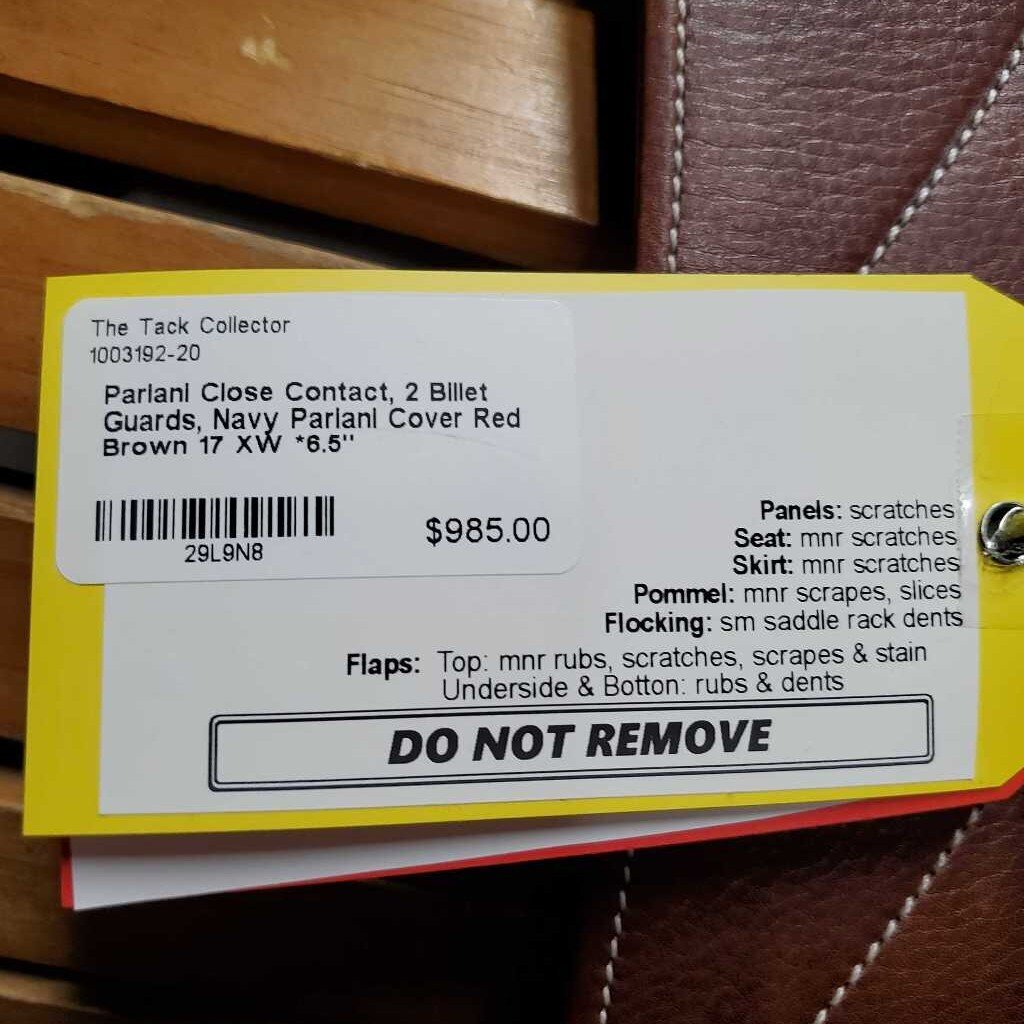 The Tack Collector
1003192-20
Parlani Close Contact, 2 Billet
Guards, Navy Parlani Cover Red
Brown 17 XW *6.5"
29L9N8
$985.00
Panels: scratches
Seat: mnr scratches
Skirt: mnr scratches
Pommel: mnr scrapes, slices
Flocking: sm saddle rack dents
Flaps: Top: mnr rubs, scratches, scrapes & stain
Underside & Botton: rubs & dents
DO NOT REMOVE